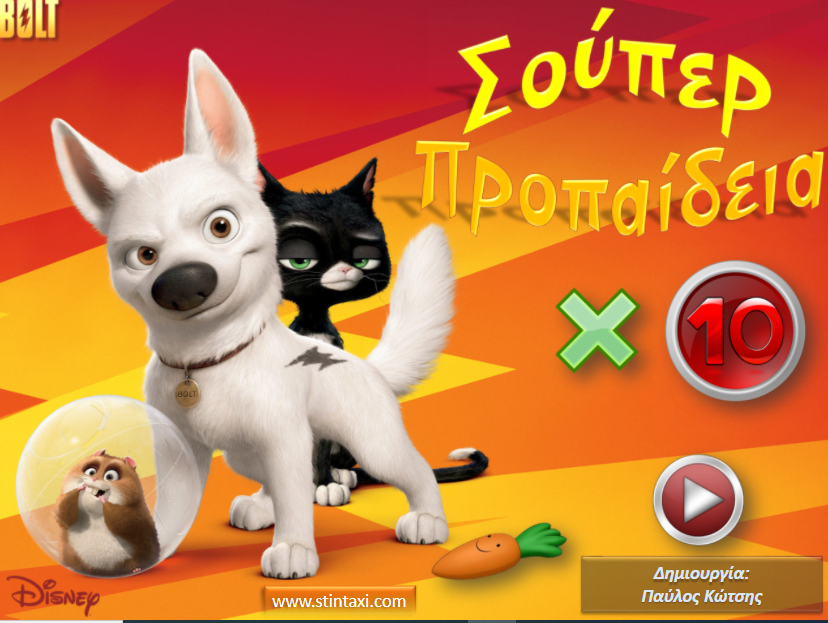 BOLT
Σούπερ
Προπαίδεια
× 10
BOLT
Disney
www.stintaxi.com
Δημιουργία:
Παύλος Κώτσης